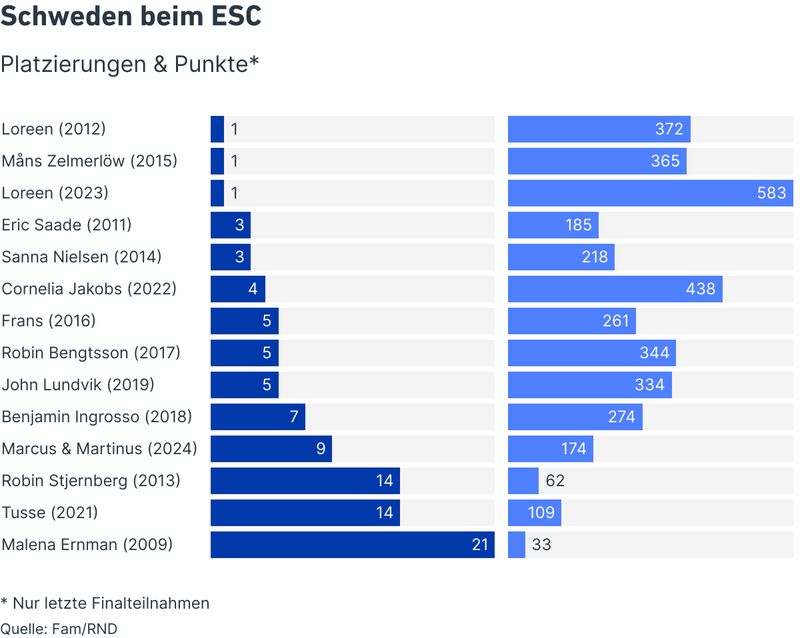 Schweden beim ESC
Platzierungen & Punkte*
Loreen (2012) 1 372
Måns Zelmerlöw (2015) 1 365
Loreen (2023) 1 583
Eric Saade (2011) 3 185
Sanna Nielsen (2014) 3 218
Cornelia Jakobs (2022) 4 438
Frans (2016) 5 261
Robin Bengtsson (2017) 5 344
John Lundvik (2019) 5 334
Benjamin Ingrosso (2018) 7 274
Marcus & Martinus (2024) 9 174
Robin Stjernberg (2013) 14 62
Tusse (2021) 14 109
Malena Ernman (2009) 21 33
* Nur letzte Finalteilnahmen
Quelle: Fam/RND